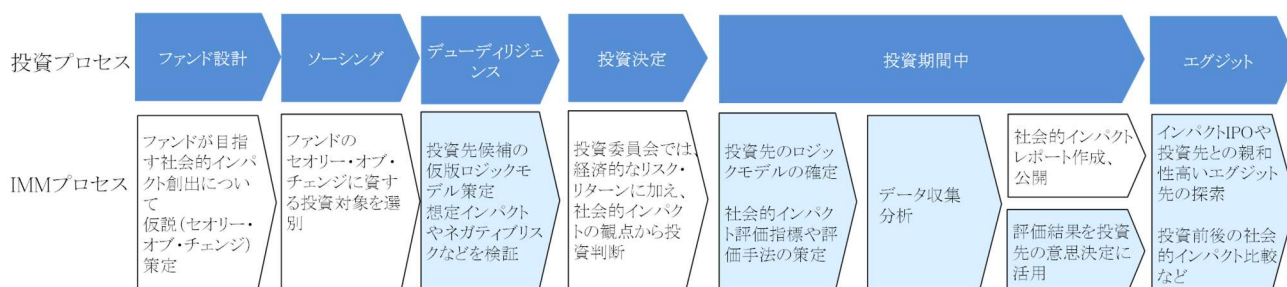 投資プロセス
ファンド設計
ソーシング
デューディリジェ
ンス
投資決定
投資期間中
エグジット
IMMプロセス
ファンドが目指
す社会的インパ
クト創出につい
て
仮説(セオリー・
オブ・チェンジ)
策定
ファンドの
セオリー・オブ・
チェンジに資す
る投資対象を選
別
投資先候補の
仮版ロジックモ
デル策定
想定インパクト
やネガティブリス
クなどを検証
投資委員会では、
経済的なリスク・
リターンに加え、
社会的インパク
トの観点から投
資判断
投資先のロジッ
クモデルの確定
社会的インパク
ト評価指標や評
価手法の策定
データ収集
分析
社会的インパクト
レポート作成、
公開
評価結果を投資
先の意思決定に
活用
インパクトIPOや
投資先との親和
性高いエグジット
先の探索
投資前後の社会
的インパクト比較
など